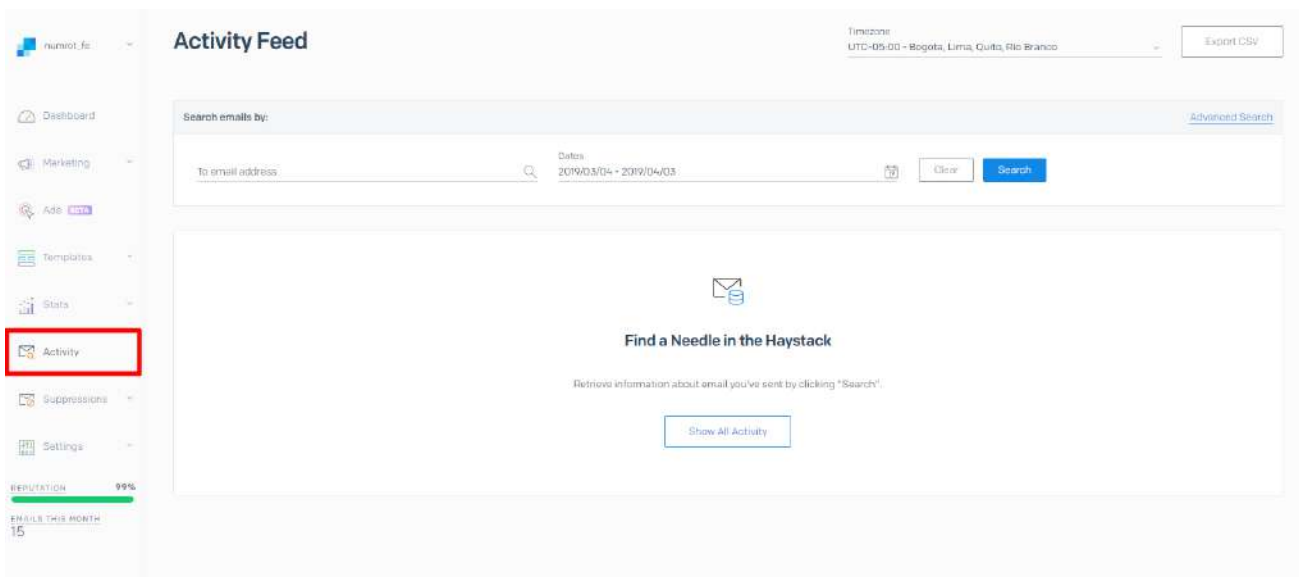 numrot_fe
Activity Feed
Timezone
UTC-05:00 - Bogota, Lima, Quito, Rio Branco
Export CSV
Dashboard
Marketing
Ads BETA
Templates
Stats
Activity
Suppressions
Settings
REPUTATION 99%
EMAILS THIS MONTH
15
Search emails by:
Advanced Search
To email address
Dates
2019/03/04 - 2019/04/03
Clear
Search
Find a Needle in the Haystack
Retrieve information about email you've sent by clicking "Search".
Show All Activity